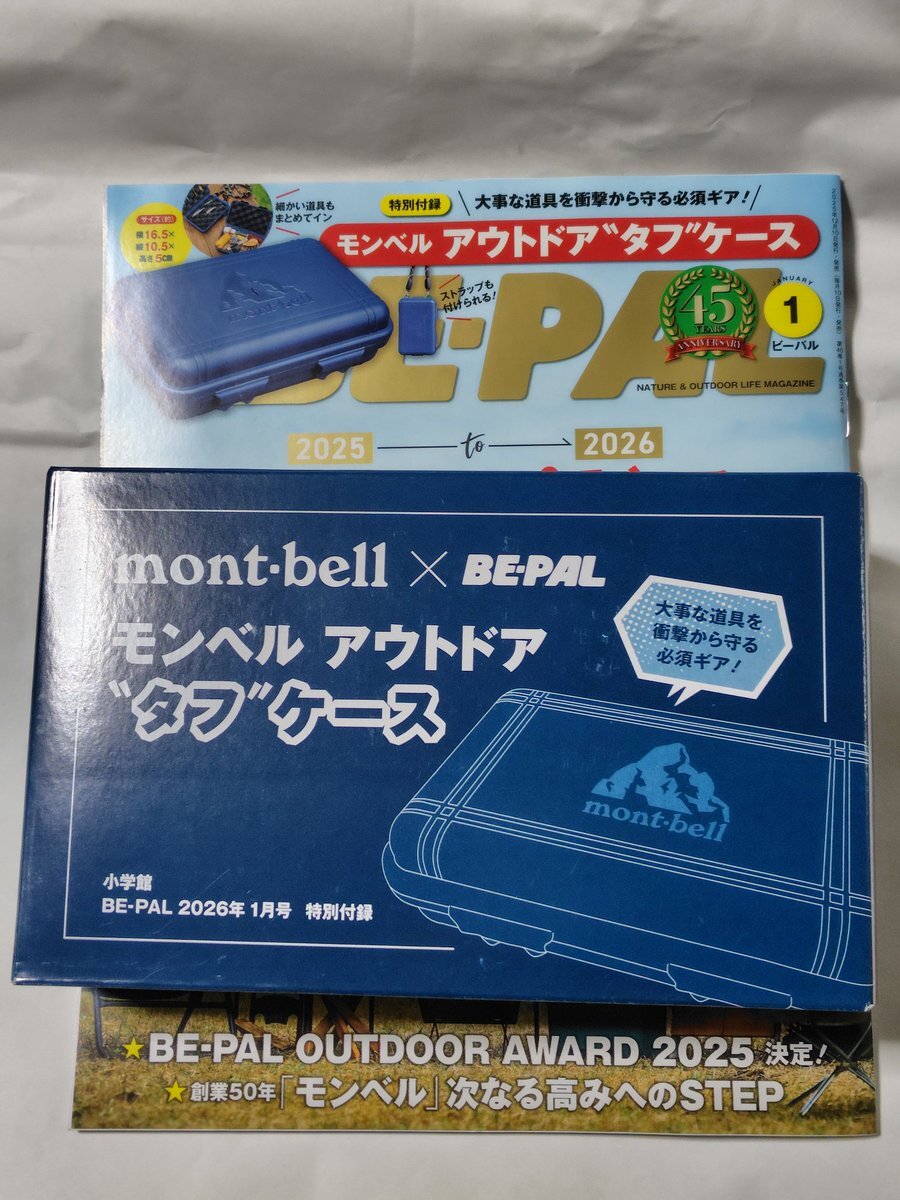 細かい道具も
まとめてイン
サイズ(約)
横16.5×
縦10.5×
高さ5cm
特別付録
大事な道具を衝撃から守る必須ギア！
モンベル アウトドア"タフ"ケース
mont-bell
ストラップも
付けられる！
BE-PAL
45
YEARS
ANNIVERSARY
JANUARY
1
ビーパル
NATURE & OUTDOOR LIFE MAGAZINE
2025 to 2026
mont-bell × BE-PAL
モンベル アウトドア
"タフ"ケース
大事な道具を
衝撃から守る
必須ギア！
mont-bell
小学館
BE-PAL 2026年1月号 特別付録
★BE-PAL OUTDOOR AWARD 2025 決定！
★創業50年「モンベル」次なる高みへのSTEP